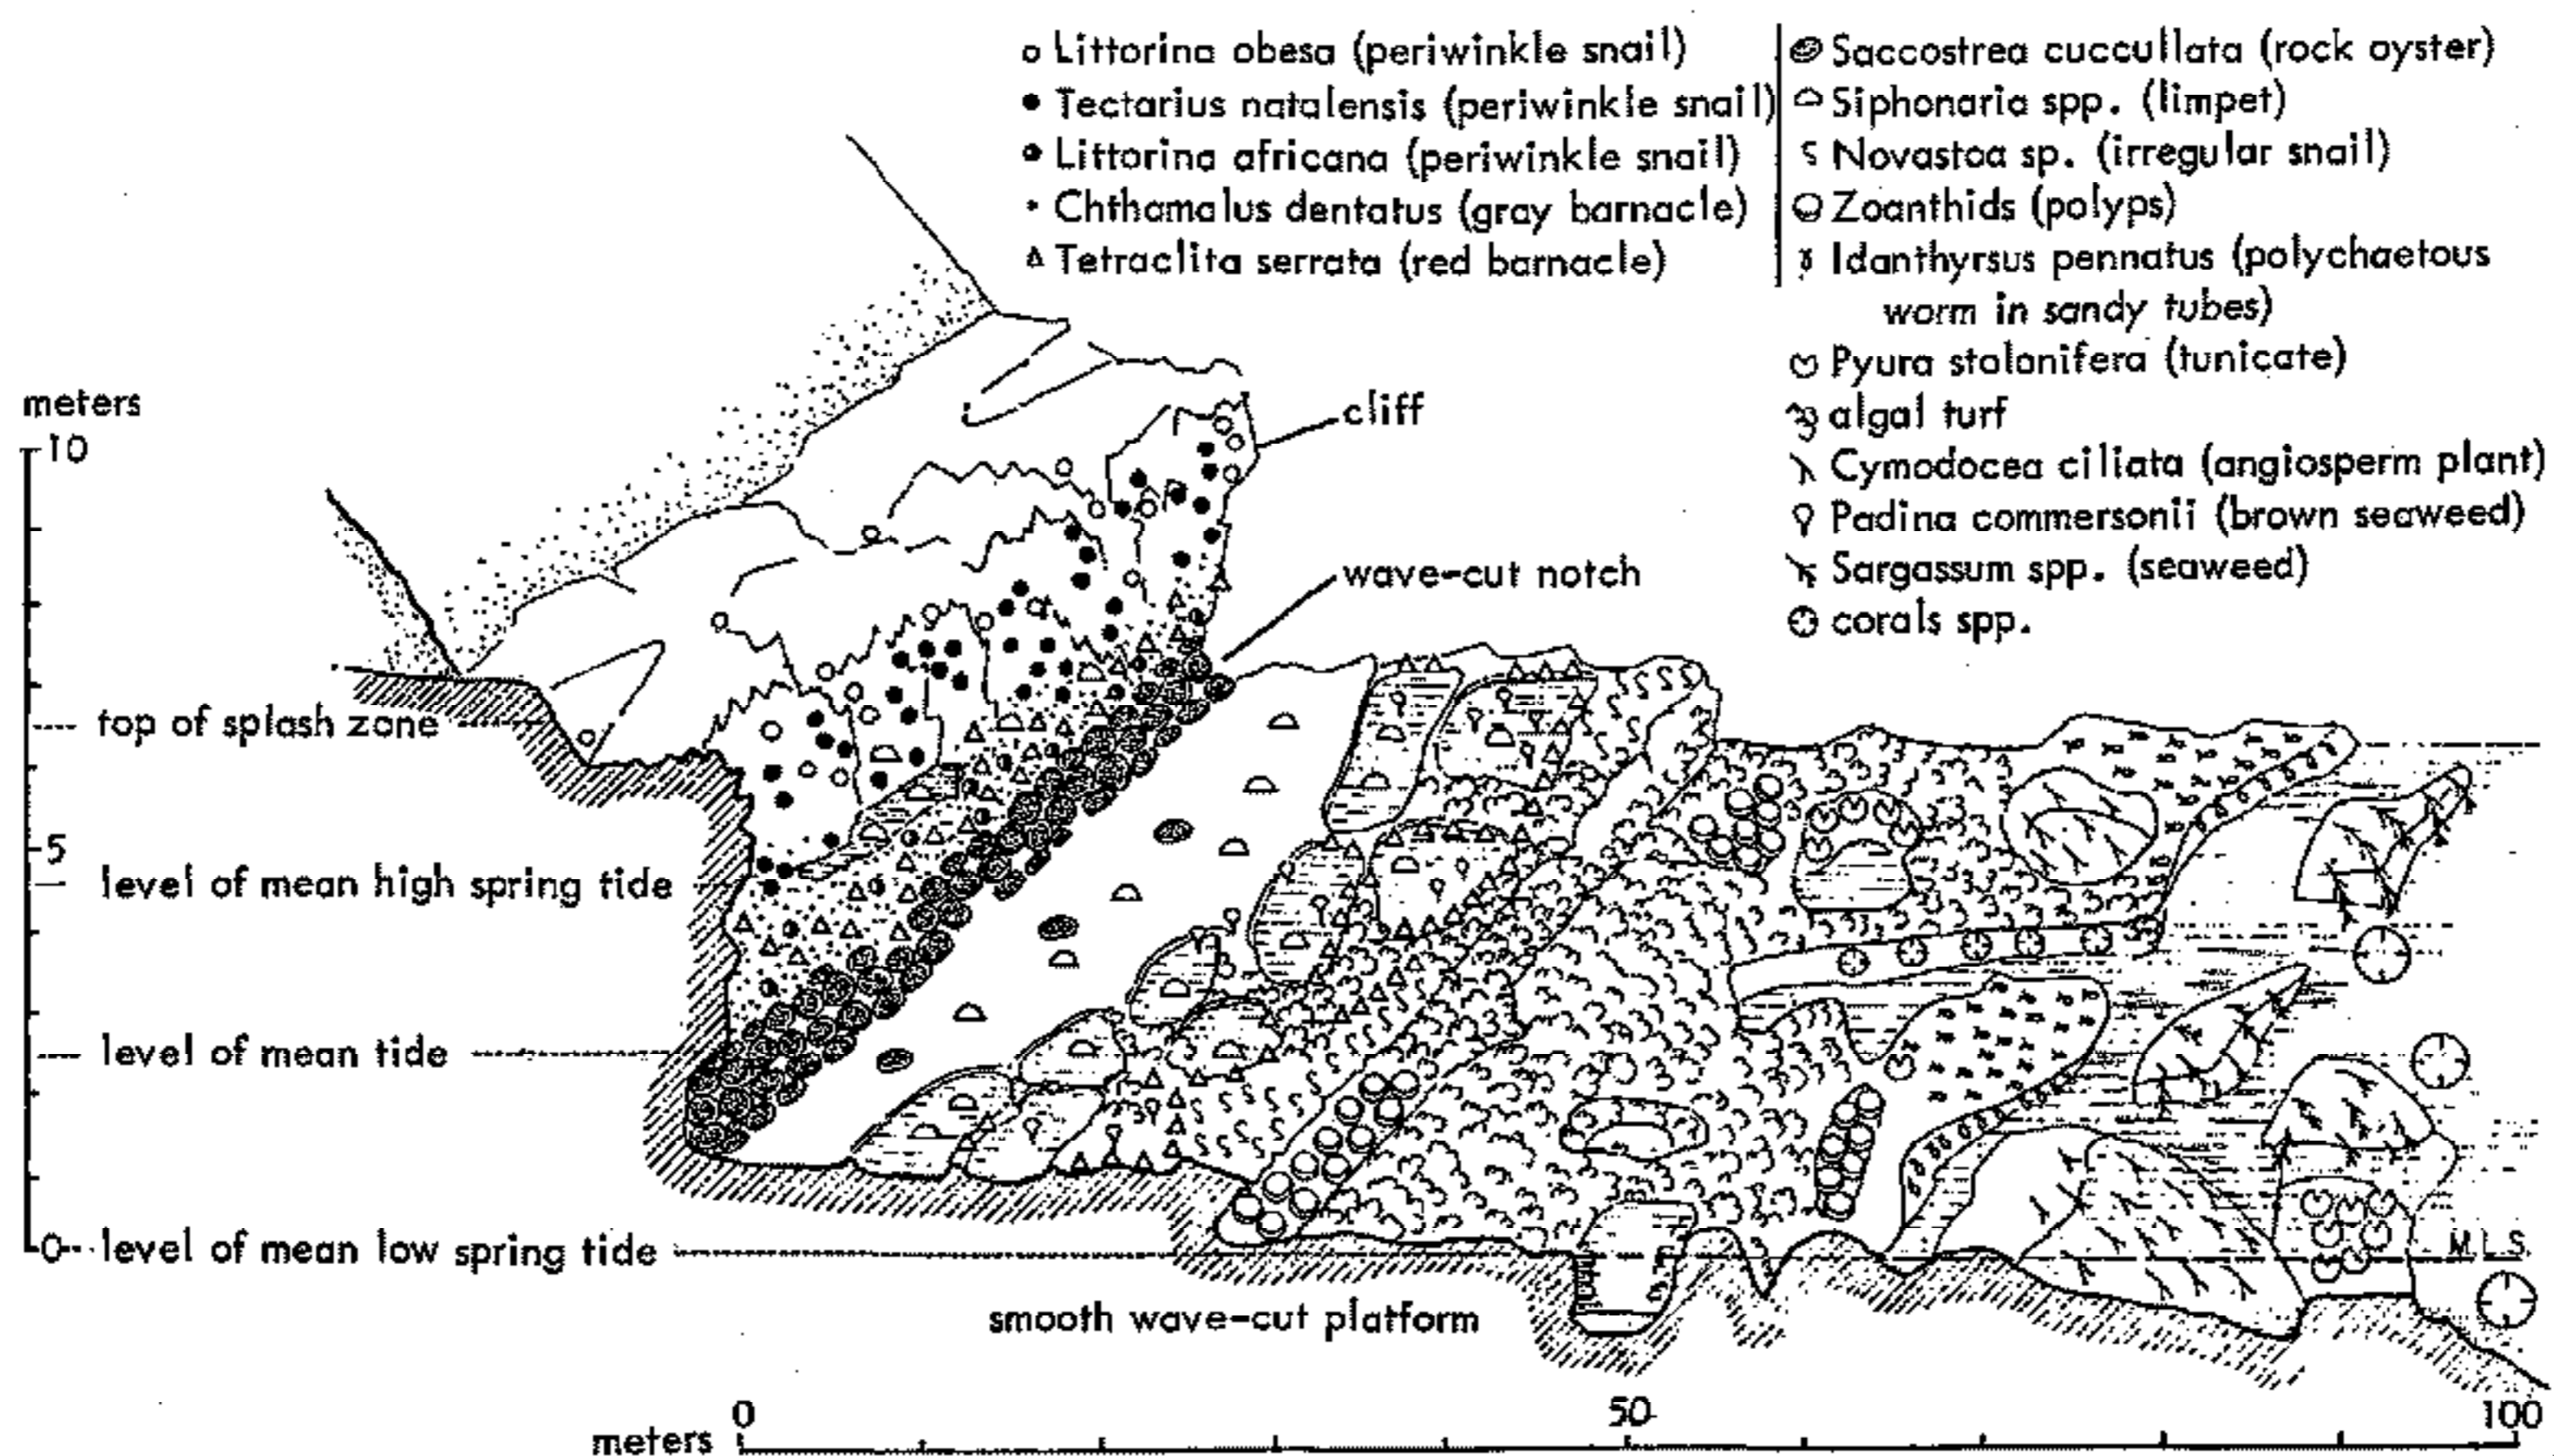 Littorina obesa (periwinkle snail)
Tectarius natalensis (periwinkle snail)
Littorina africana (periwinkle snail)
Chthamalus dentatus (gray barnacle)
Tetraclita serrata (red barnacle)
Saccostrea cuccullata (rock oyster)
Siphonaria spp. (limpet)
Novastoa sp. (irregular snail)
Zoanthids (polyps)
Idanthyrsus pennatus (polychaetous
worm in sandy tubes)
Pyura stolonifera (tunicate)
algal turf
Cymodocea ciliata (angiosperm plant)
Padina commersonii (brown seaweed)
Sargassum spp. (seaweed)
corals spp.
meters
10
cliff
wave-cut notch
top of splash zone
5
level of mean high spring tide
level of mean tide
0 level of mean low spring tide
M.L.S.
smooth wave-cut platform
0 50 100
meters